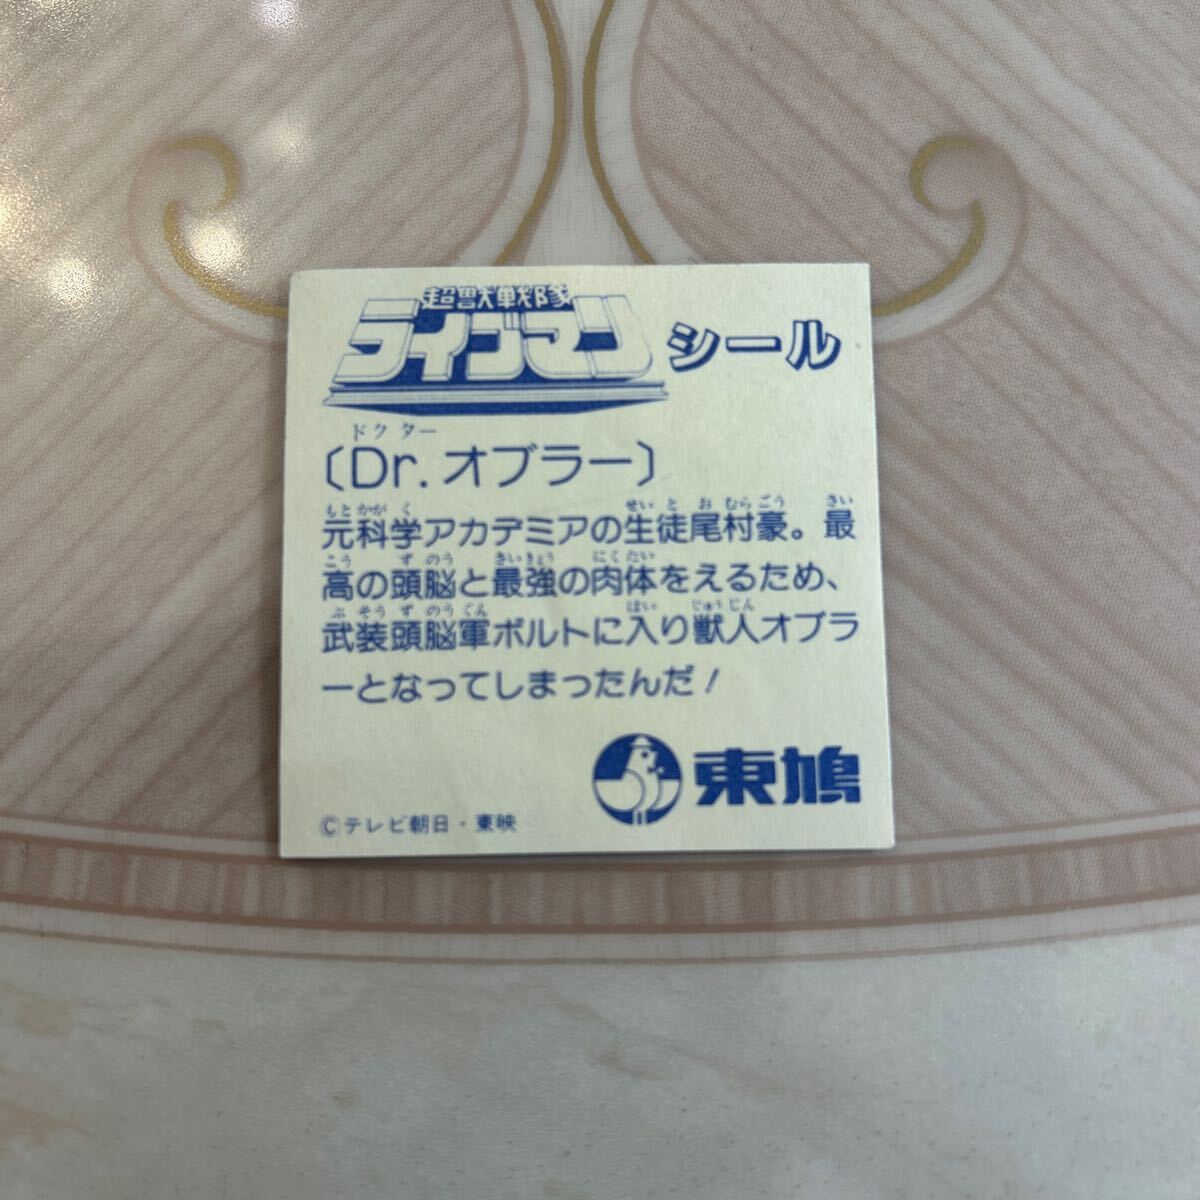 超獣戦隊
ライブマン シール
ドクター
〔Dr.オブラー〕
もとかがく せいとおむらごう さい
元科学アカデミアの生徒尾村豪。最
こう ずのう さいきょう にくたい
高の頭脳と最強の肉体をえるため、
ぶそうずのうぐん はい じゅうじん
武装頭脳軍ボルトに入り獣人オブラ
ーとなってしまったんだ!
東鳩
©テレビ朝日・東映